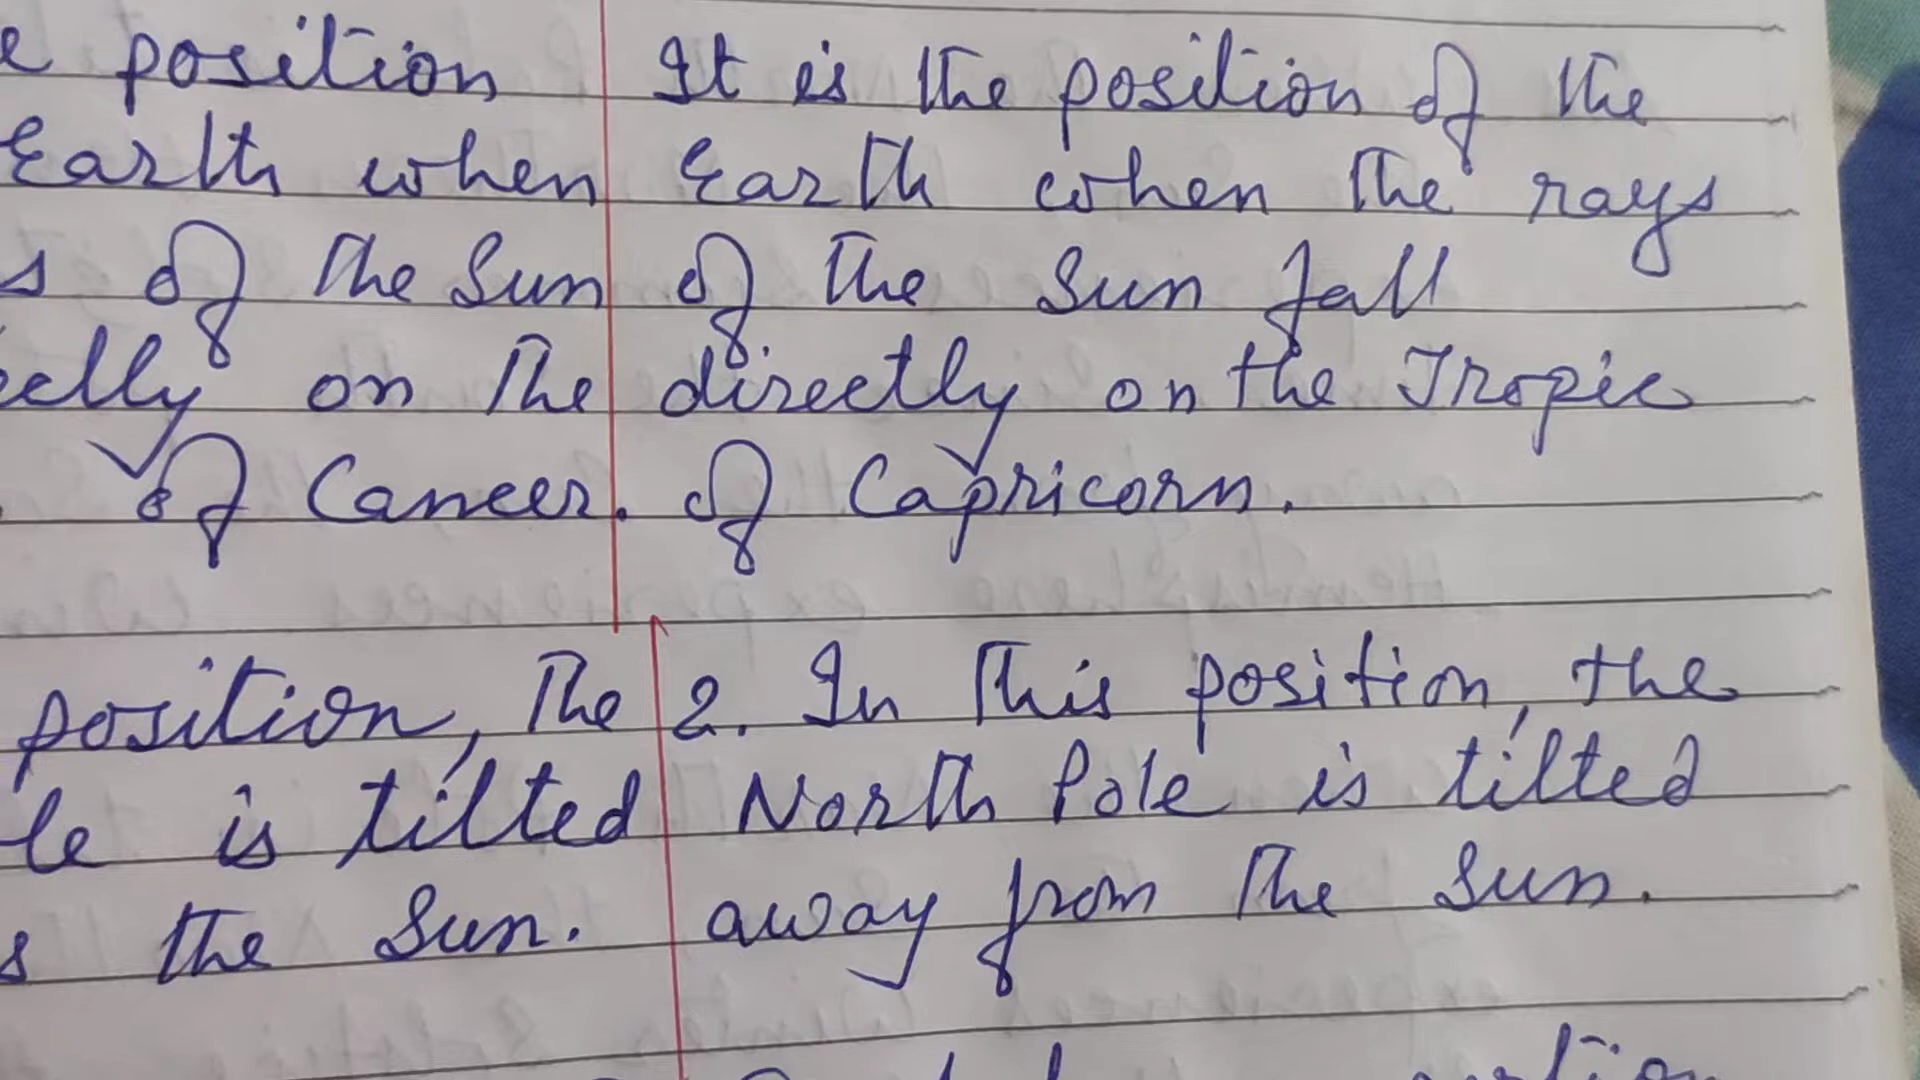 position
Earth when
s of the Sun
on the
of Cancer.
position, the
is tilted
the Sun.
It is the position of the
Earth when the rays
of the Sun fall
directly on the Tropic
of Capricorn.
2. In this position, the
North Pole is tilted
away from the Sun.